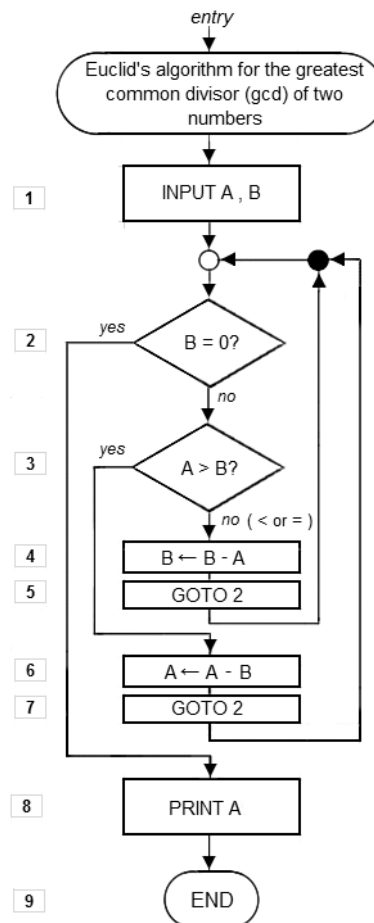 entry
Euclid's algorithm for the greatest
common divisor (gcd) of two
numbers
1
INPUT A , B
yes
2
B = 0?
no
yes
3
A > B?
no ( < or = )
4
B ← B - A
5
GOTO 2
6
A ← A - B
7
GOTO 2
8
PRINT A
9
END